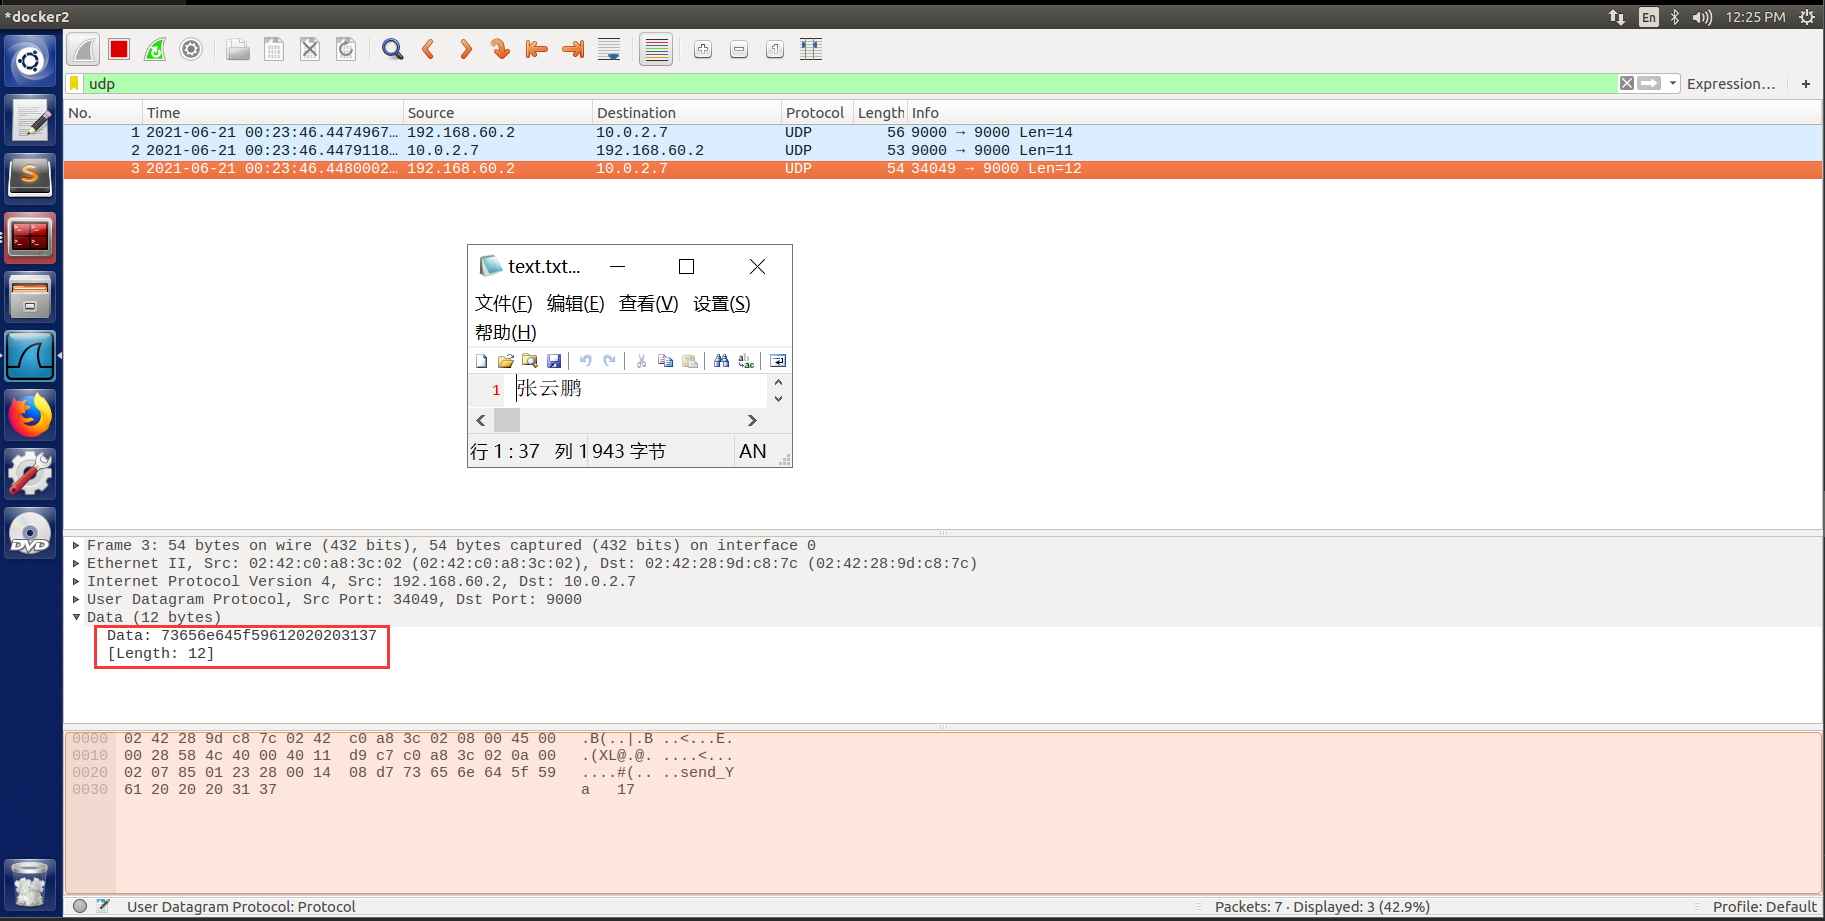 *docker2
En
12:25 PM
udp
Expression...
+
No. Time Source Destination Protocol Length Info
1 2021-06-21 00:23:46.4474967… 192.168.60.2 10.0.2.7 UDP 56 9000 → 9000 Len=14
2 2021-06-21 00:23:46.4479118… 10.0.2.7 192.168.60.2 UDP 53 9000 → 9000 Len=11
3 2021-06-21 00:23:46.4480002… 192.168.60.2 10.0.2.7 UDP 54 34049 → 9000 Len=12
text.txt...
文件(F) 编辑(E) 查看(V) 设置(S)
帮助(H)
1 张云鹏
行 1 : 37 列 1 943 字节 AN
Frame 3: 54 bytes on wire (432 bits), 54 bytes captured (432 bits) on interface 0
Ethernet II, Src: 02:42:c0:a8:3c:02 (02:42:c0:a8:3c:02), Dst: 02:42:28:9d:c8:7c (02:42:28:9d:c8:7c)
Internet Protocol Version 4, Src: 192.168.60.2, Dst: 10.0.2.7
User Datagram Protocol, Src Port: 34049, Dst Port: 9000
Data (12 bytes)
Data: 73656e645f59612020203137
[Length: 12]
0000 02 42 28 9d c8 7c 02 42 c0 a8 3c 02 08 00 45 00 .B(..|.B ..<...E.
0010 00 28 58 4c 40 00 40 11 d9 c7 c0 a8 3c 02 0a 00 .(XL@.@. ....<...
0020 02 07 85 01 23 28 00 14 08 d7 73 65 6e 64 5f 59 ....#(.. ..send_Y
0030 61 20 20 20 31 37 a   17
User Datagram Protocol: Protocol
Packets: 7 · Displayed: 3 (42.9%)
Profile: Default